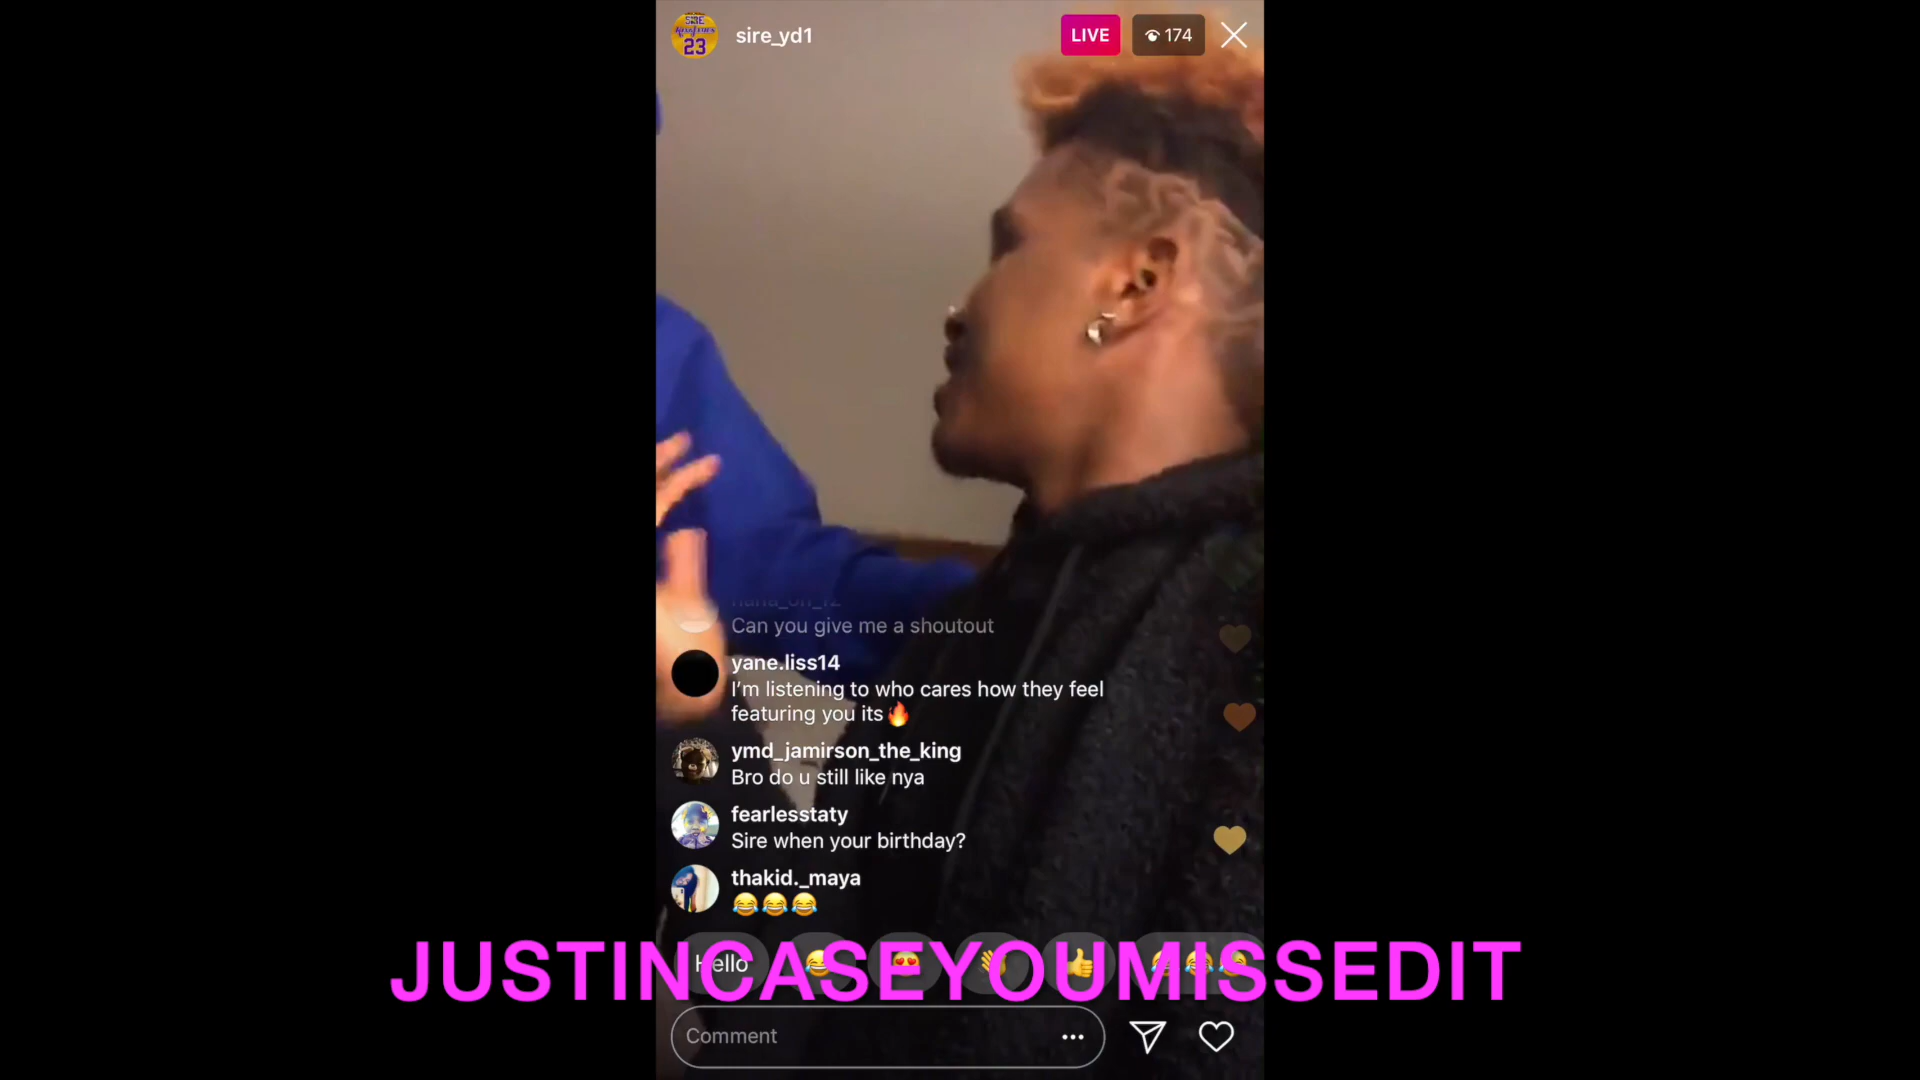 sire_yd1
LIVE
174
23
Can you give me a shoutout
yane.liss14
I’m listening to who cares how they feel
featuring you its🔥
ymd_jamirson_the_king
Bro do u still like nya
fearlesstaty
Sire when your birthday?
thakid._maya
😂😂😂
Hello
JUSTINCASEYOUMISSEDIT
Comment